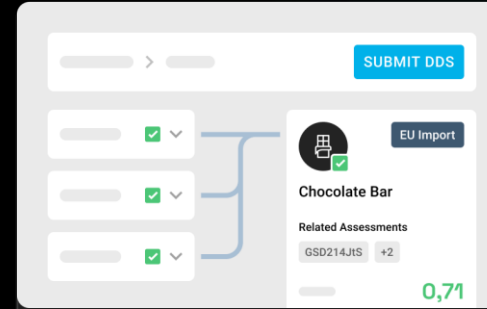 SUBMIT DDS
EU Import
Chocolate Bar
Related Assessments
GSD214JtS +2
0,71